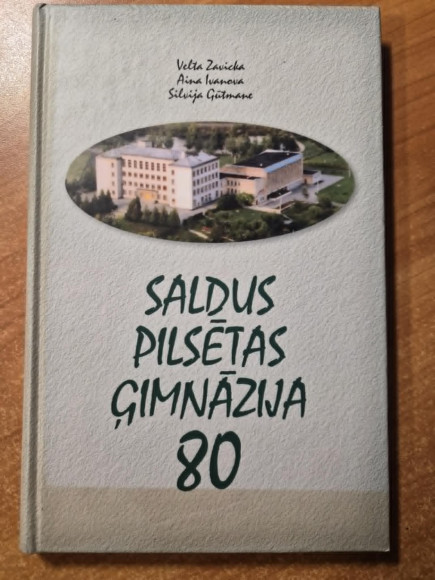 Velta Zavicka
Aina Ivanova
Silvija Gūtmane
SALDUS
PILSĒTAS
ĢIMNĀZIJA
80